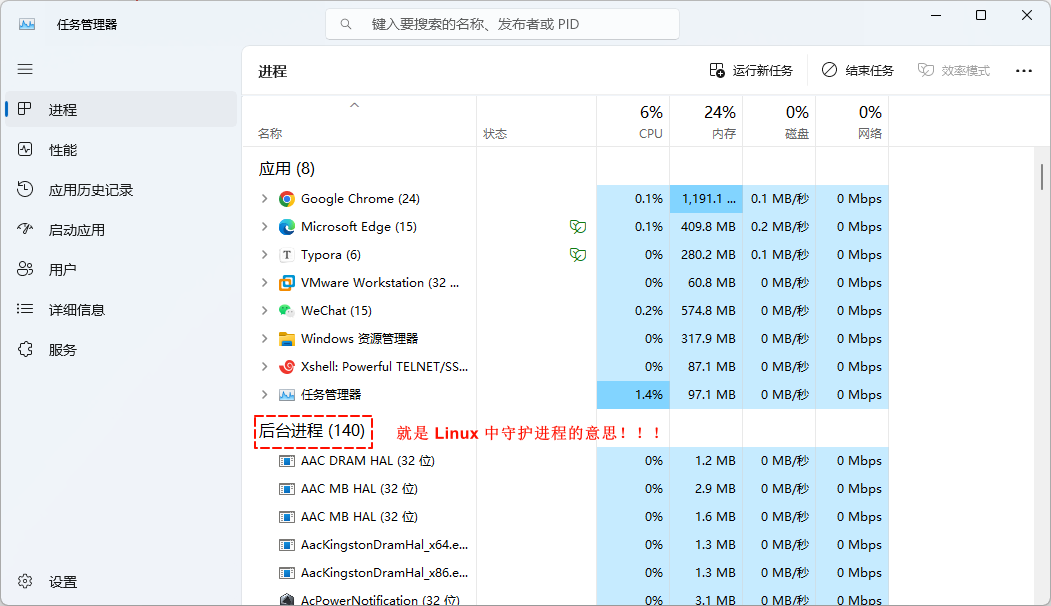 任务管理器
键入要搜索的名称、发布者或 PID
进程
性能
应用历史记录
启动应用
用户
详细信息
服务
设置
进程
运行新任务
结束任务
效率模式
6% 24% 0% 0%
名称 状态 CPU 内存 磁盘 网络
应用 (8)
Google Chrome (24) 0.1% 1,191.1 ... 0.1 MB/秒 0 Mbps
Microsoft Edge (15) 0.1% 409.8 MB 0.2 MB/秒 0 Mbps
T Typora (6) 0% 280.2 MB 0.1 MB/秒 0 Mbps
VMware Workstation (32 ... 0% 60.8 MB 0 MB/秒 0 Mbps
WeChat (15) 0.2% 574.8 MB 0 MB/秒 0 Mbps
Windows 资源管理器 0% 317.9 MB 0 MB/秒 0 Mbps
Xshell: Powerful TELNET/SS... 0% 87.1 MB 0 MB/秒 0 Mbps
任务管理器 1.4% 97.1 MB 0 MB/秒 0 Mbps
后台进程 (140) 就是 Linux 中守护进程的意思！！！
AAC DRAM HAL (32 位) 0% 1.2 MB 0 MB/秒 0 Mbps
AAC MB HAL (32 位) 0% 2.9 MB 0 MB/秒 0 Mbps
AAC MB HAL (32 位) 0% 1.6 MB 0 MB/秒 0 Mbps
AacKingstonDramHal_x64.e... 0% 1.3 MB 0 MB/秒 0 Mbps
AacKingstonDramHal_x86.e... 0% 1.3 MB 0 MB/秒 0 Mbps
AcPowerNotification (32 位) 0% 3.1 MB 0 MB/秒 0 Mbps